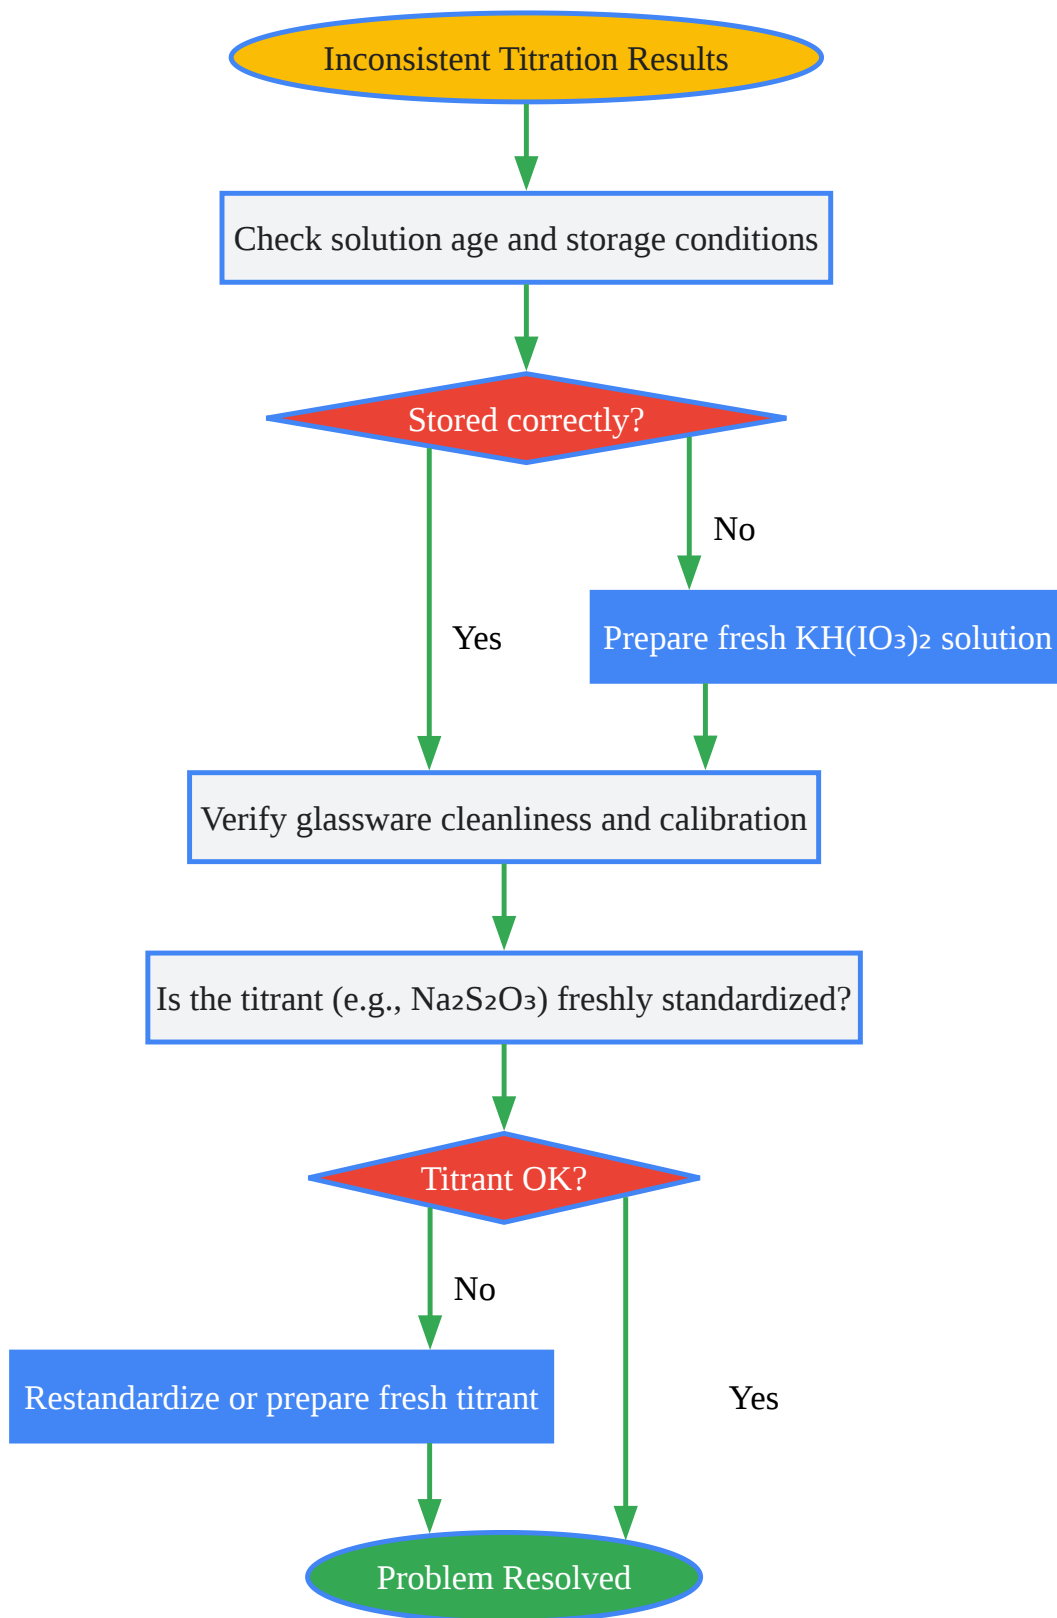 Inconsistent Titration Results
Check solution age and storage conditions
Stored correctly?
No
Yes
Prepare fresh KH(IO₃)₂ solution
Verify glassware cleanliness and calibration
Is the titrant (e.g., Na₂S₂O₃) freshly standardized?
Titrant OK?
No
Restandardize or prepare fresh titrant
Yes
Problem Resolved